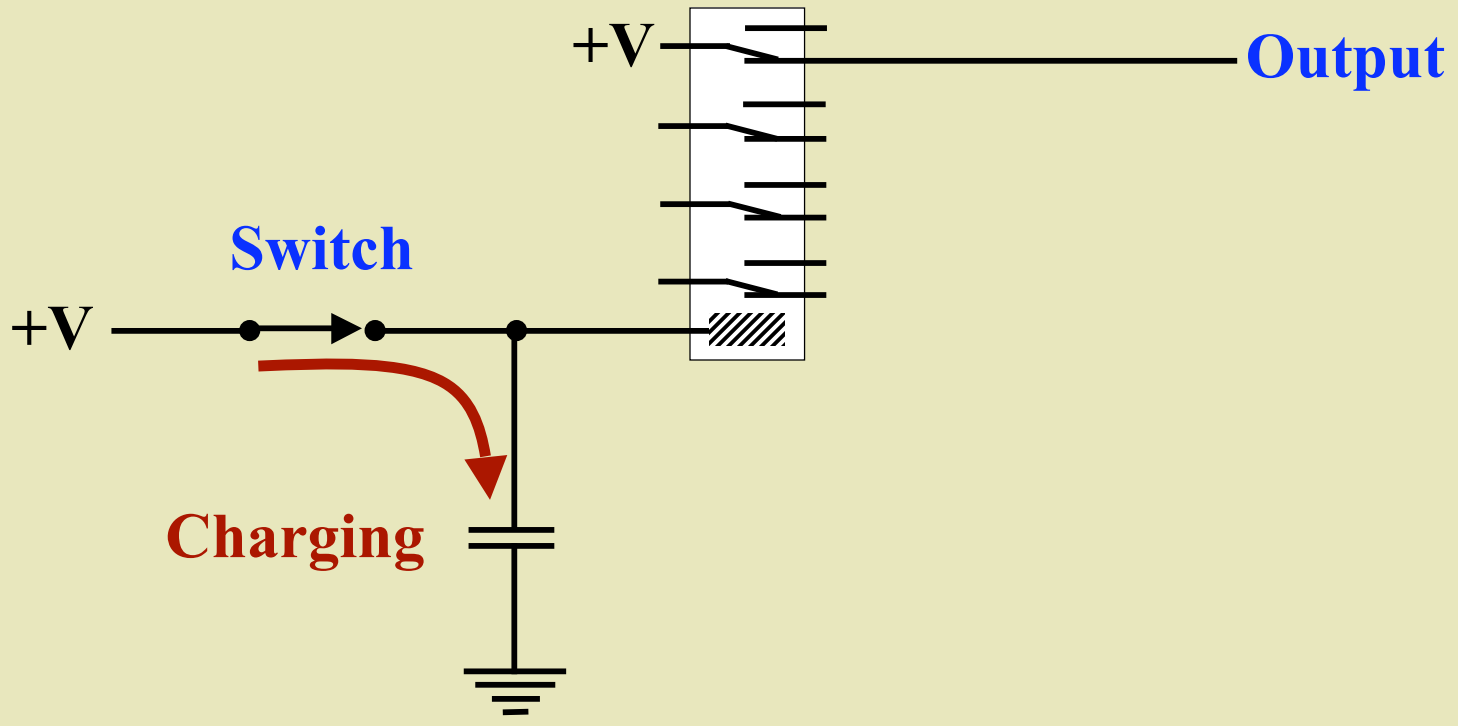 +V
Output
Switch
+V
Charging